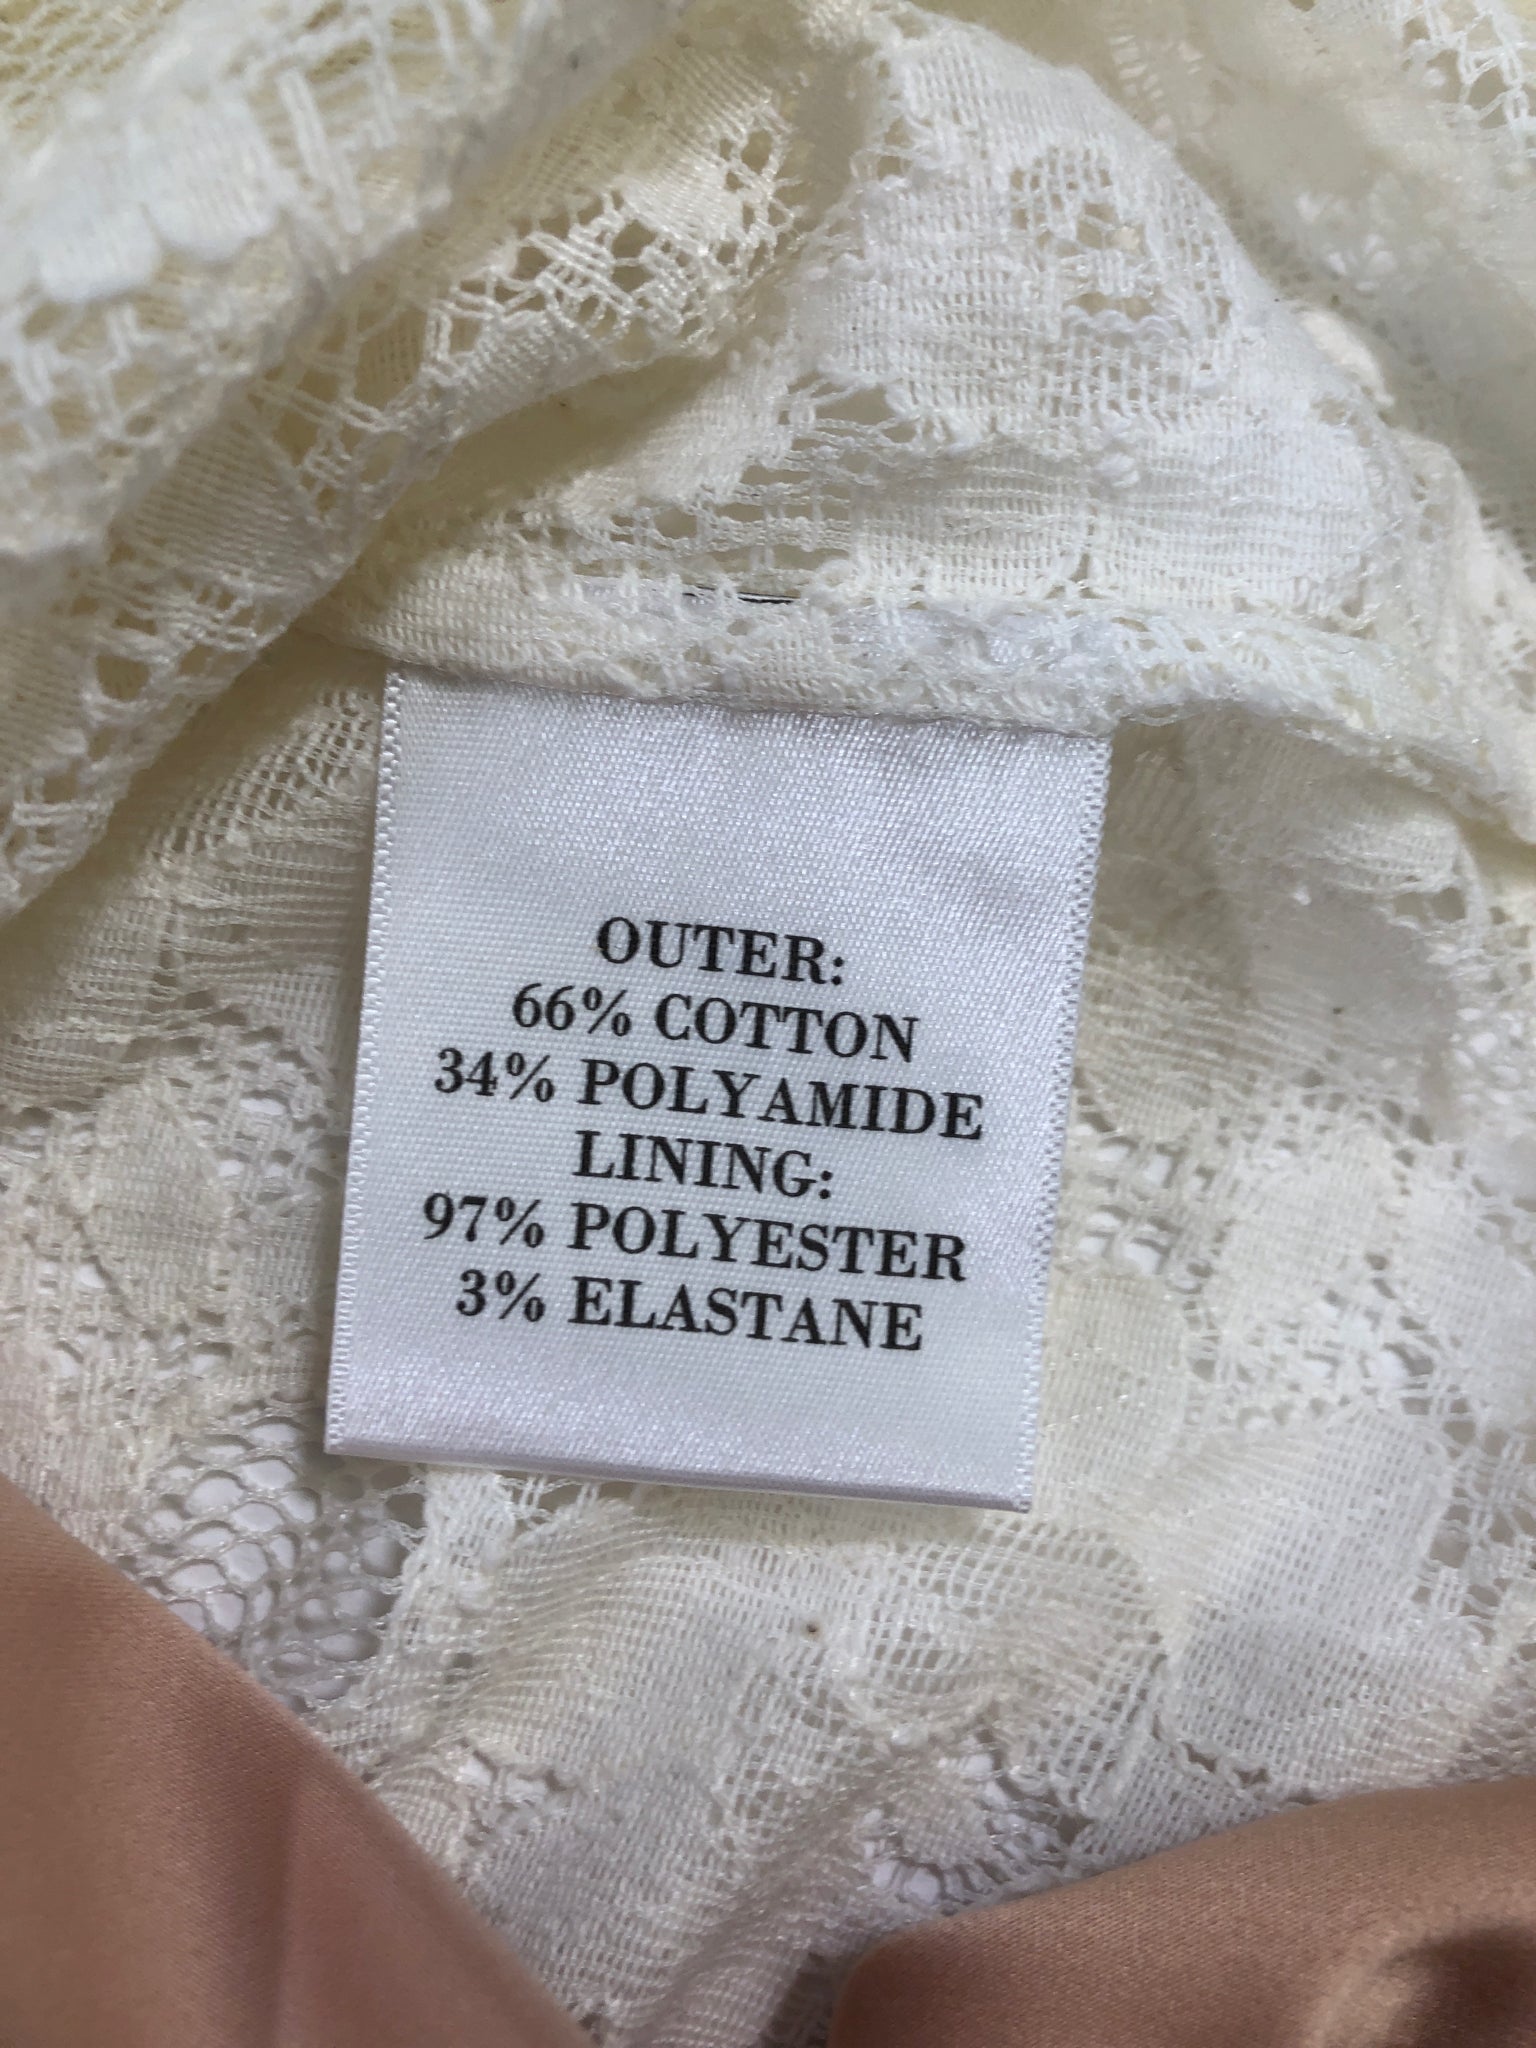 OUTER:
66% COTTON
34% POLYAMIDE
LINING:
97% POLYESTER
3% ELASTANE